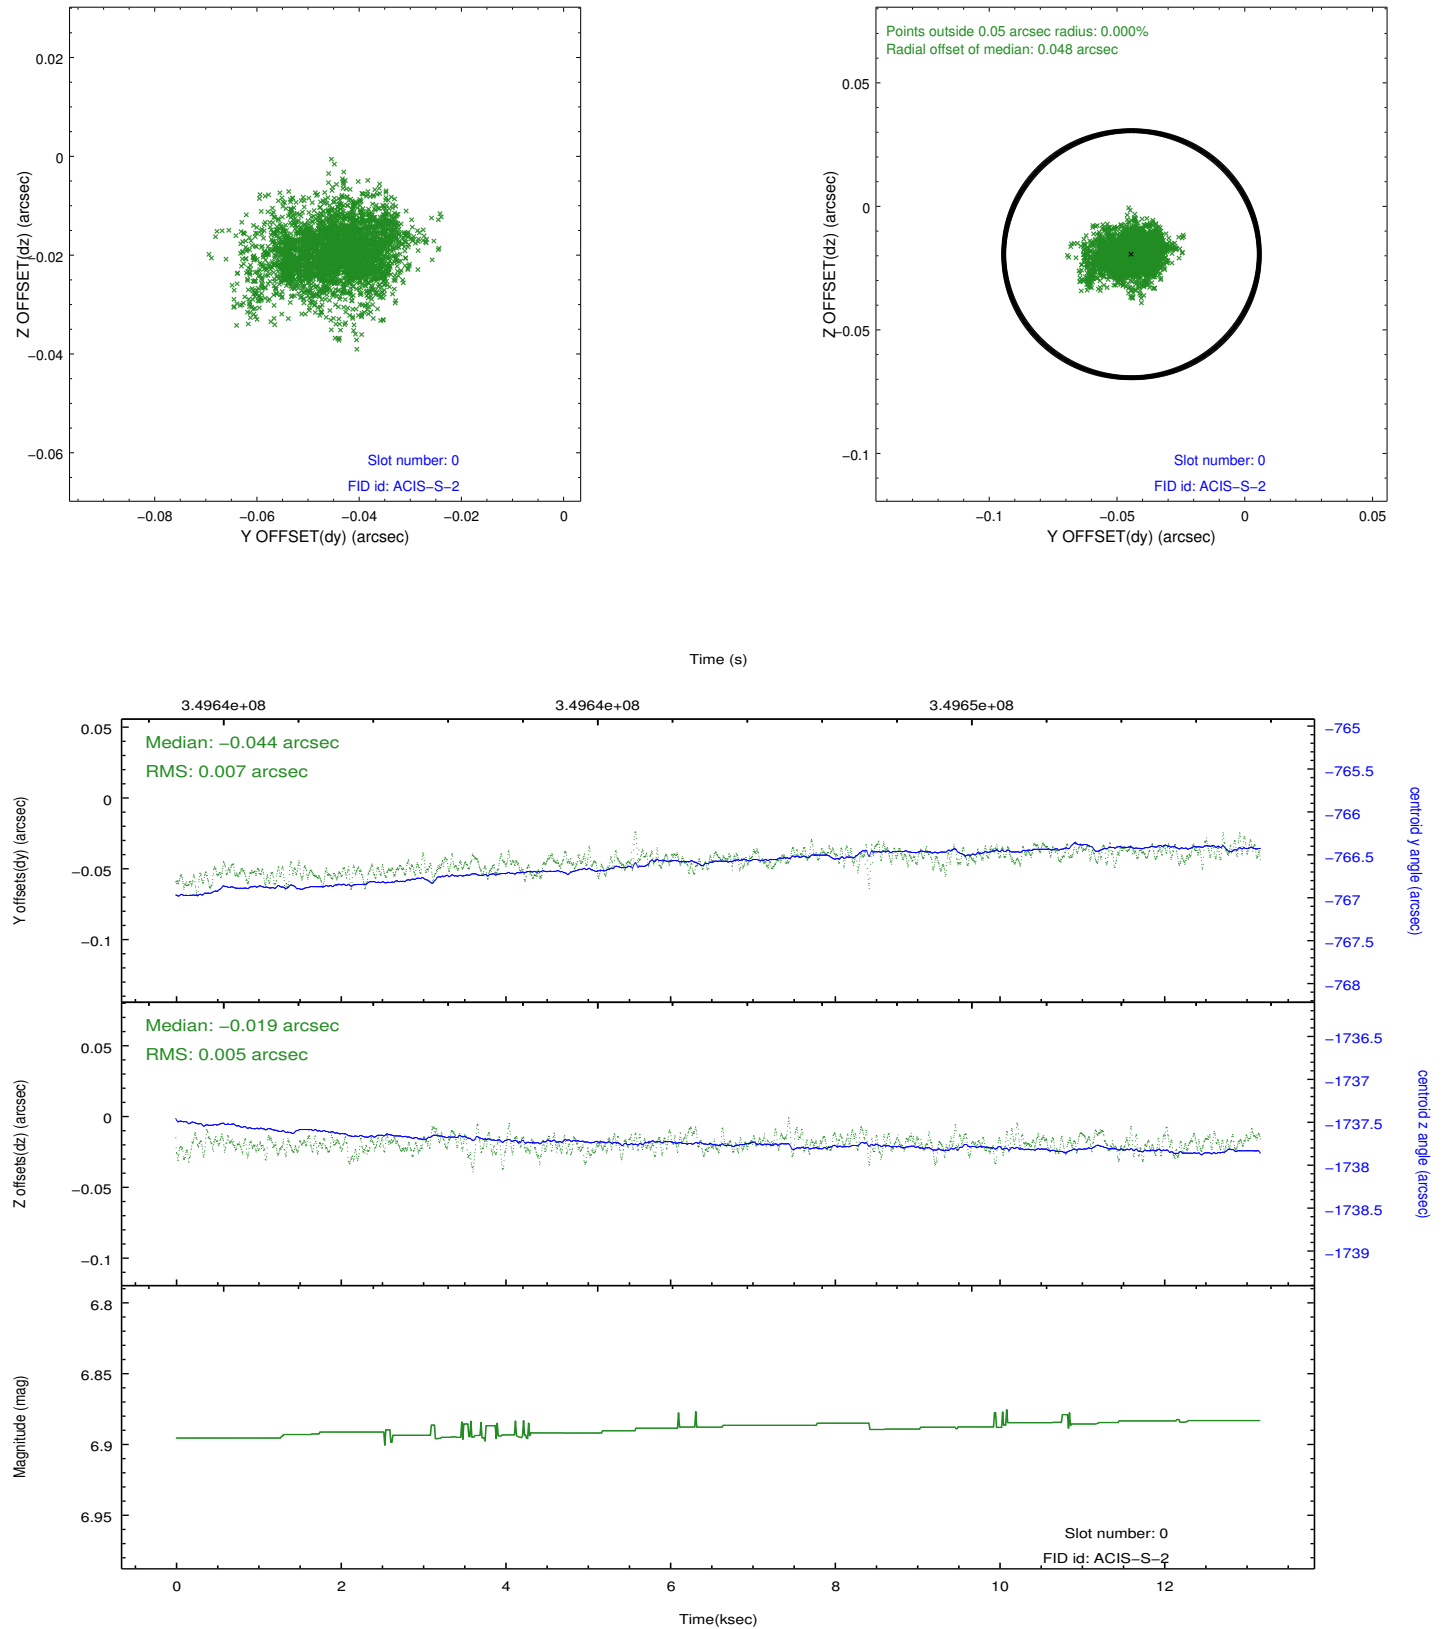 0.02
0
−0.02
−0.04
−0.06
Z OFFSET(dz) (arcsec)
Slot number: 0
FID id: ACIS−S−2
−0.08
−0.06
−0.04
−0.02
0
Y OFFSET(dy) (arcsec)
Points outside 0.05 arcsec radius: 0.000%
Radial offset of median: 0.048 arcsec
0.05
0
−0.05
−0.1
Z OFFSET(dz) (arcsec)
Slot number: 0
FID id: ACIS−S−2
−0.1
−0.05
0
0.05
Y OFFSET(dy) (arcsec)
Time (s)
3.4964e+08
3.4964e+08
3.4965e+08
Median: −0.044 arcsec
RMS: 0.007 arcsec
0.05
0
−0.05
−0.1
Y offsets(dy) (arcsec)
−765
−765.5
−766
−766.5
−767
−767.5
−768
centroid y angle (arcsec)
Median: −0.019 arcsec
RMS: 0.005 arcsec
0.05
0
−0.05
−0.1
Z offsets(dz) (arcsec)
−1736.5
−1737
−1737.5
−1738
−1738.5
−1739
centroid z angle (arcsec)
6.8
6.85
6.9
6.95
Magnitude (mag)
Slot number: 0
FID id: ACIS−S−2
0
2
4
6
8
10
12
Time(ksec)